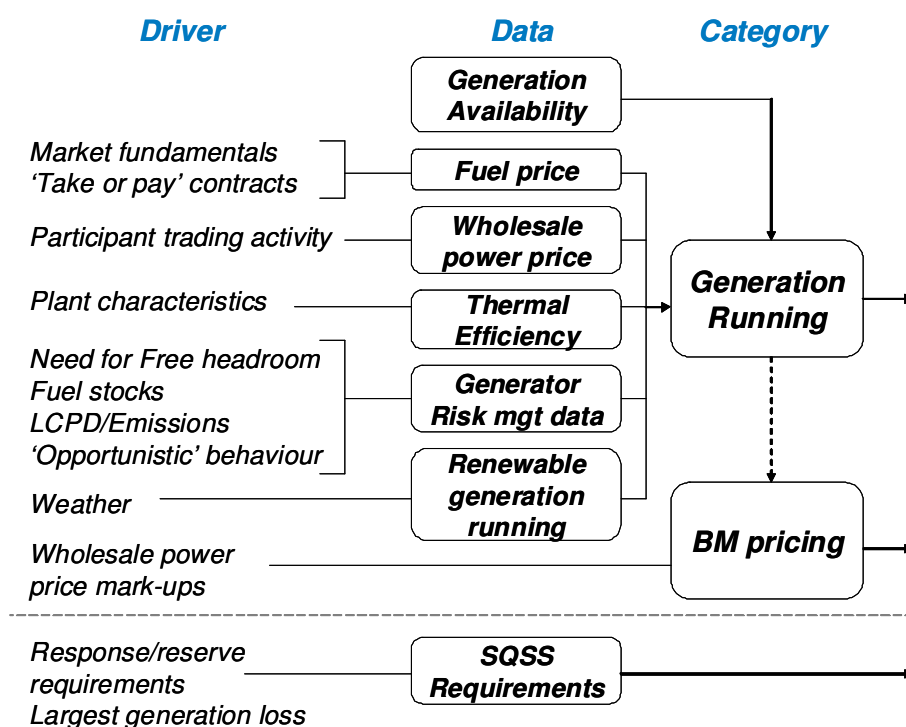 Driver
Data
Category
Generation
Availability
Market fundamentals
‘Take or pay’ contracts
Fuel price
Participant trading activity
Wholesale
power price
Plant characteristics
Thermal
Efficiency
Generation
Running
Need for Free headroom
Fuel stocks
LCPD/Emissions
‘Opportunistic’ behaviour
Generator
Risk mgt data
Weather
Renewable
generation
running
Wholesale power
price mark-ups
BM pricing
Response/reserve
requirements
Largest generation loss
SQSS
Requirements